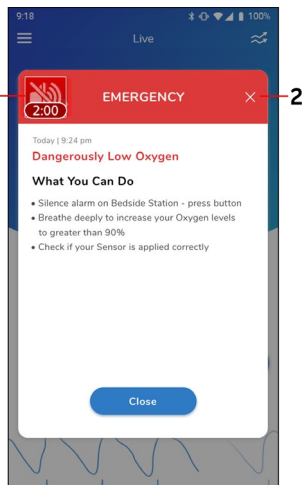 9:18 100%
Live
2:00 EMERGENCY × 2
Today | 9:24 pm
Dangerously Low Oxygen
What You Can Do
• Silence alarm on Bedside Station - press button
• Breathe deeply to increase your Oxygen levels
to greater than 90%
• Check if your Sensor is applied correctly
Close